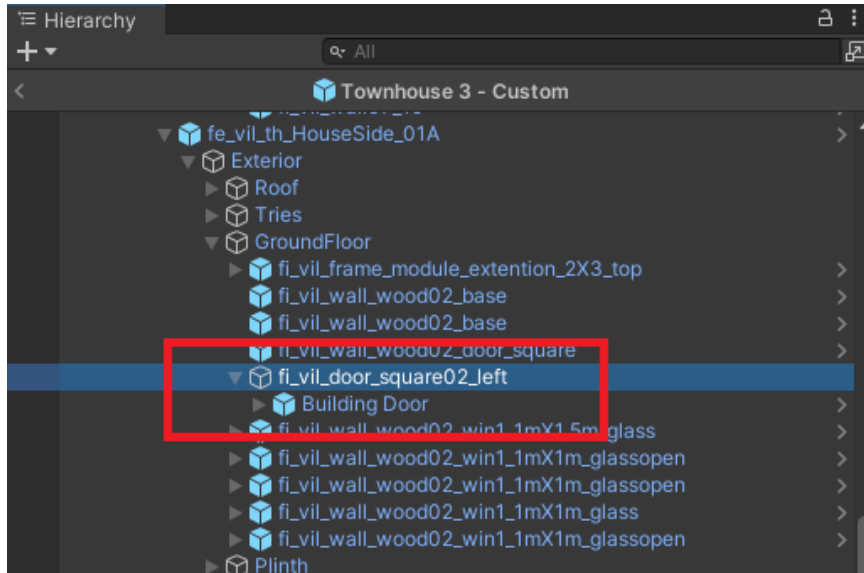 Hierarchy
All
Townhouse 3 - Custom
fe_vil_th_HouseSide_01A
Exterior
Roof
Tries
GroundFloor
fi_vil_frame_module_extention_2X3_top
fi_vil_wall_wood02_base
fi_vil_wall_wood02_base
fi_vil_wall_wood02_door_square
fi_vil_door_square02_left
Building Door
fi_vil_wall_wood02_win1_1mX1.5m_glass
fi_vil_wall_wood02_win1_1mX1m_glassopen
fi_vil_wall_wood02_win1_1mX1m_glassopen
fi_vil_wall_wood02_win1_1mX1m_glass
fi_vil_wall_wood02_win1_1mX1m_glassopen
Plinth